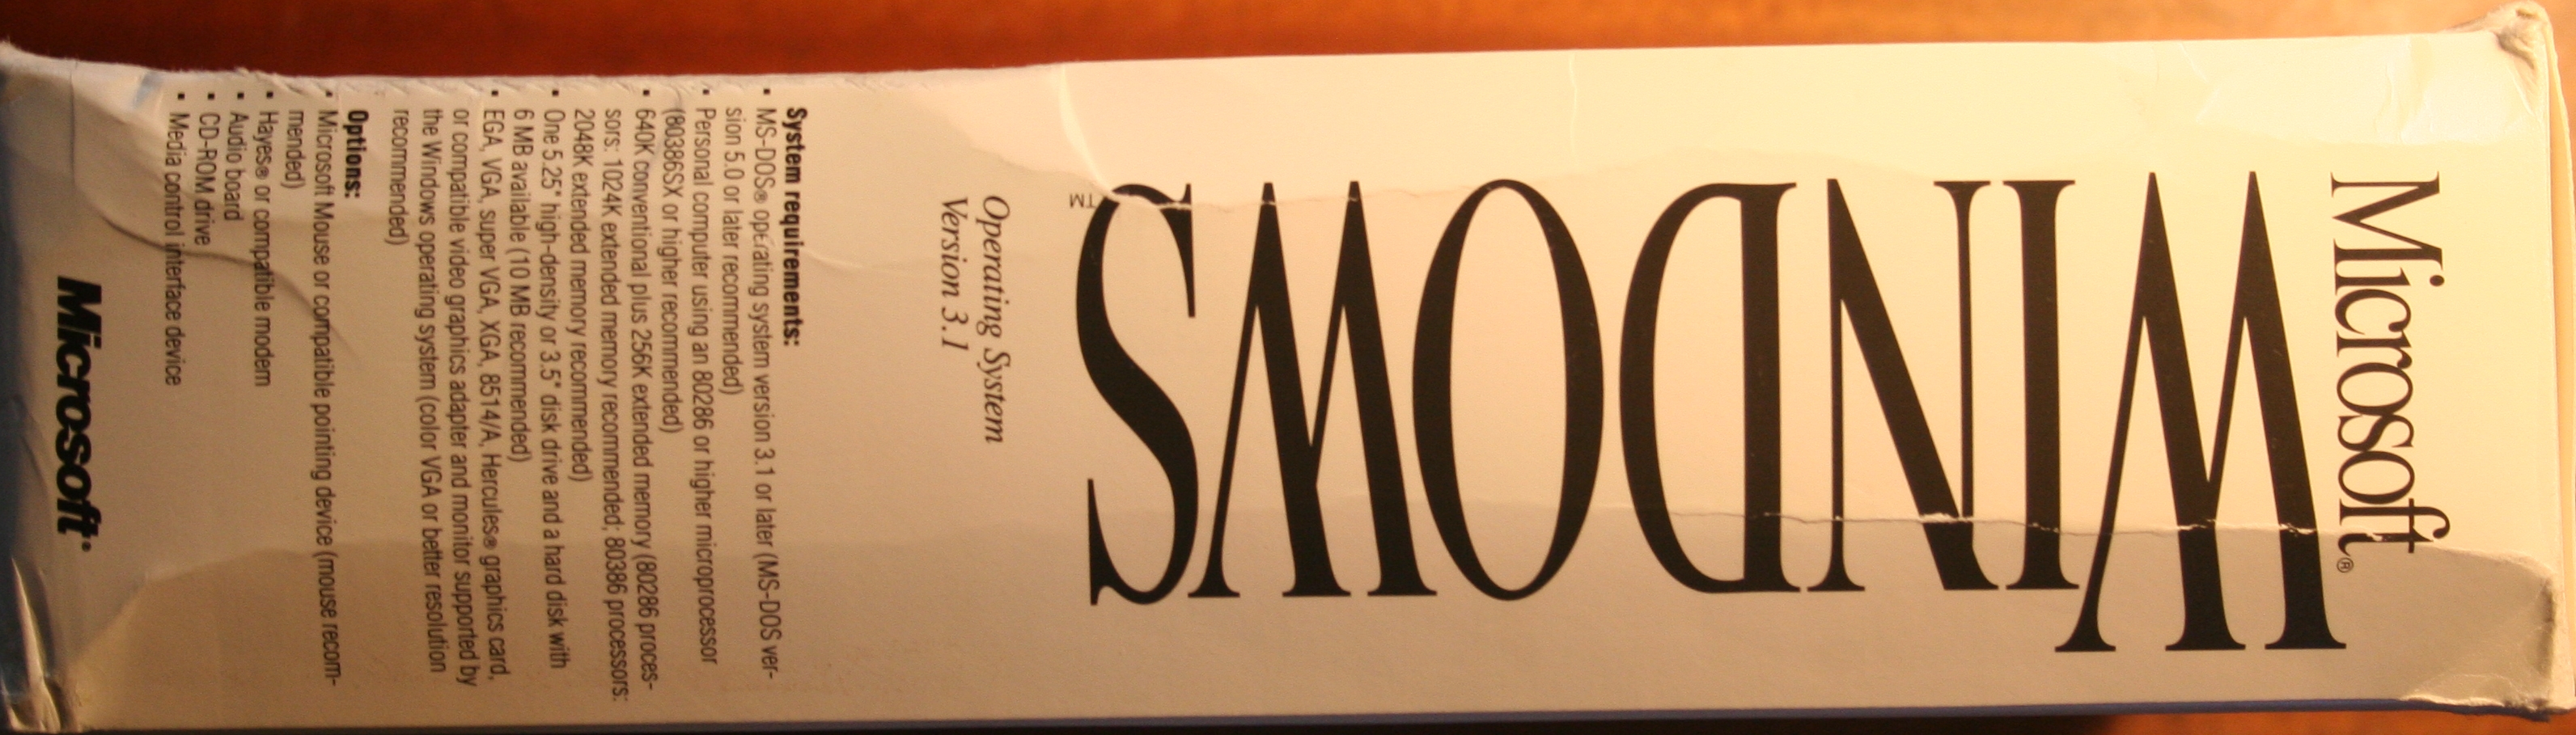 Microsoft®
WINDOWS™
Operating System
Version 3.1
System requirements:
▪ MS-DOS® operating system version 3.1 or later (MS-DOS ver-
sion 5.0 or later recommended)
▪ Personal computer using an 80286 or higher microprocessor
(80386SX or higher recommended)
▪ 640K conventional plus 256K extended memory (80286 proces-
sors: 1024K extended memory recommended; 80386 processors:
2048K extended memory recommended)
▪ One 5.25" high-density or 3.5" disk drive and a hard disk with
6 MB available (10 MB recommended)
▪ EGA, VGA, super VGA, XGA, 8514/A, Hercules® graphics card,
or compatible video graphics adapter and monitor supported by
the Windows operating system (color VGA or better resolution
recommended)
Options:
▪ Microsoft Mouse or compatible pointing device (mouse recom-
mended)
▪ Hayes® or compatible modem
▪ Audio board
▪ CD-ROM drive
▪ Media control interface device
Microsoft®